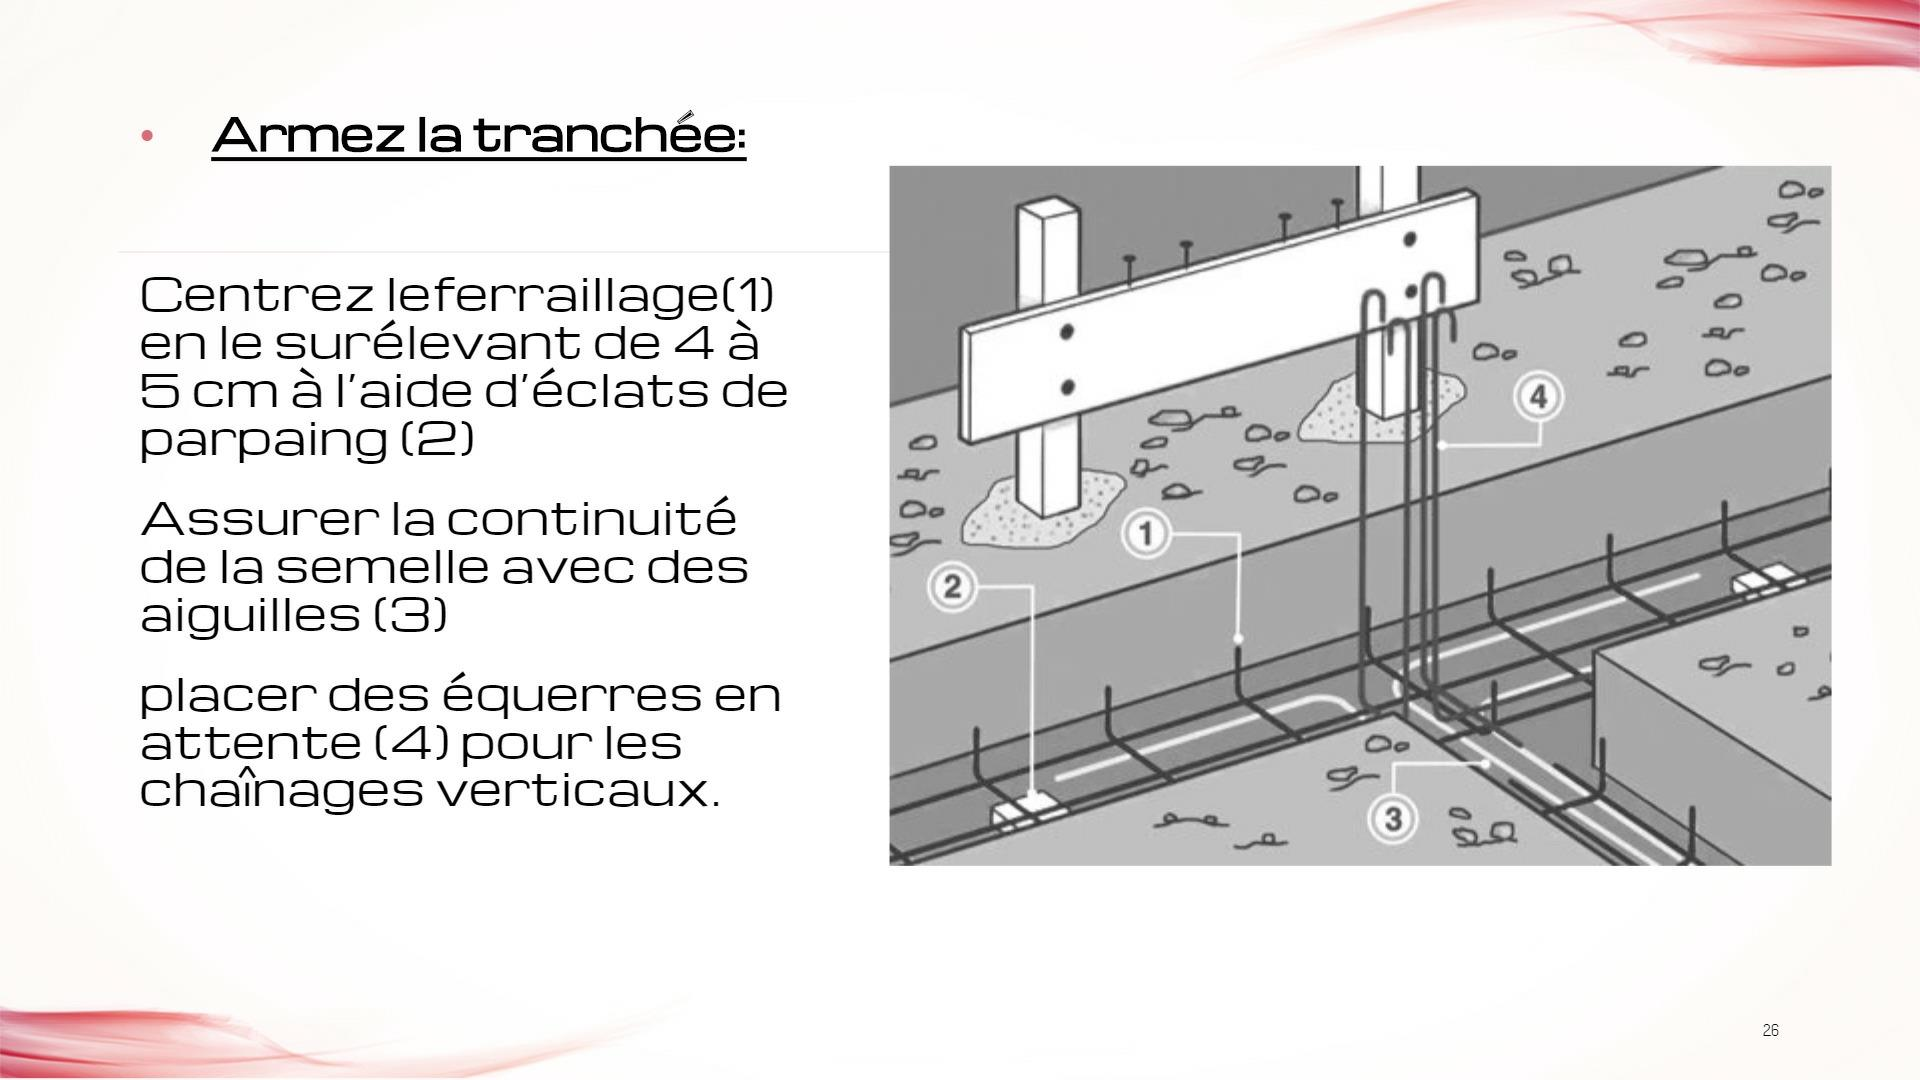 • Armez la tranchée:
Centrez leferraillage(1)
en le surélevant de 4 à
5 cm à l'aide d'éclats de
parpaing (2)
Assurer la continuité
de la semelle avec des
aiguilles (3)
placer des équerres en
attente (4) pour les
chaînages verticaux.
4
1
2
3
26